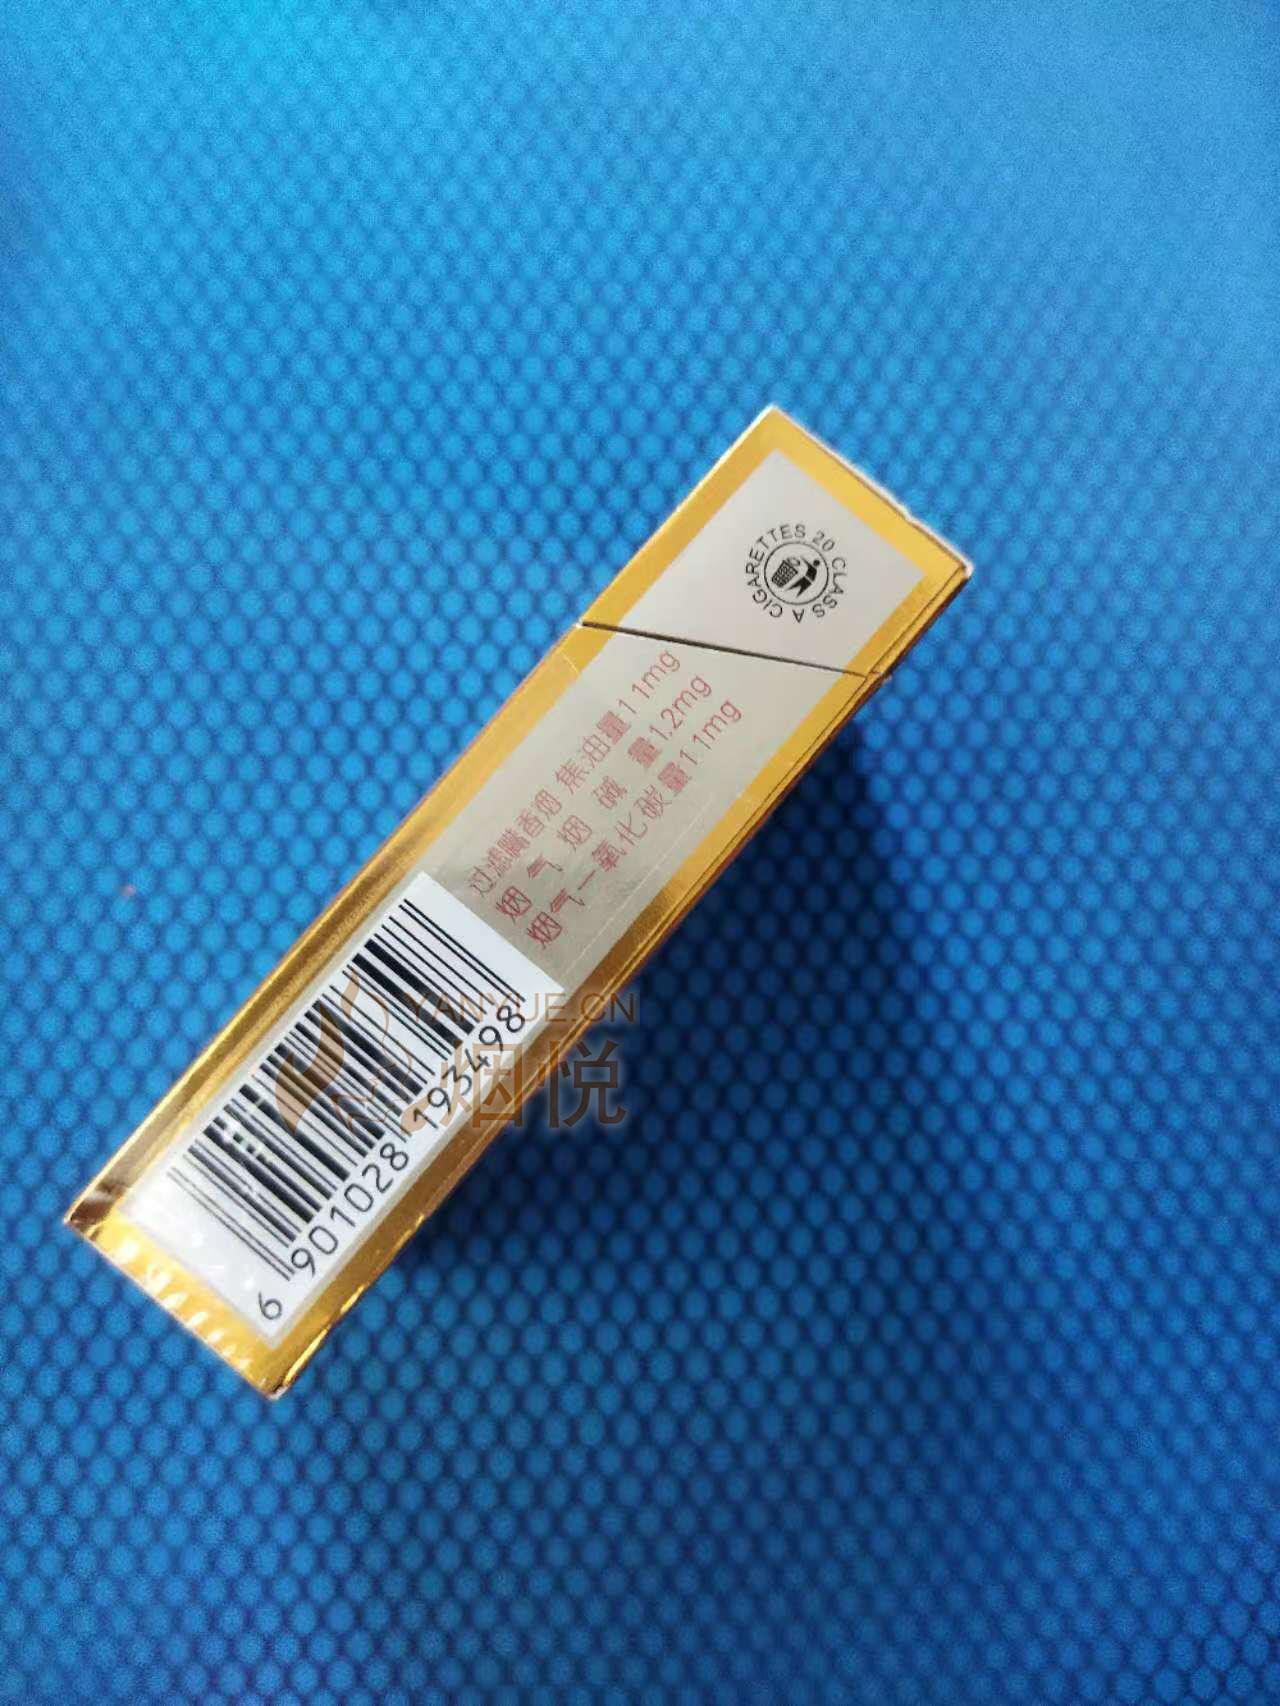 CIGARETTES 20 CLASS A
过滤嘴香烟 焦油量11mg
烟气烟碱量1.2mg
烟气一氧化碳量11mg
6 901028 193498
YANYUE.CN
烟悦